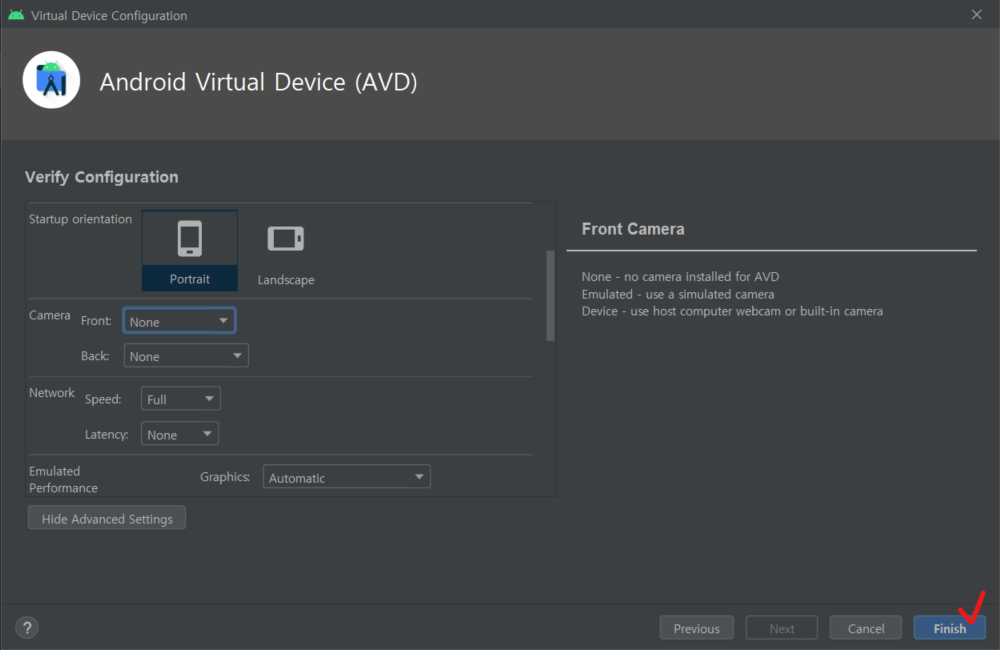 Virtual Device Configuration
Android Virtual Device (AVD)
Verify Configuration
Startup orientation
Portrait
Landscape
Camera
Front:
None
Back:
None
Network
Speed:
Full
Latency:
None
Emulated
Performance
Graphics:
Automatic
Hide Advanced Settings
Front Camera
None - no camera installed for AVD
Emulated - use a simulated camera
Device - use host computer webcam or built-in camera
?
Previous
Next
Cancel
Finish